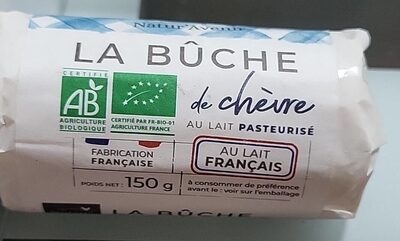 Natur'Avenir
LA BÛCHE
de chèvre
AU LAIT PASTEURISÉ
CERTIFIÉ
AB
AGRICULTURE
BIOLOGIQUE
CERTIFIÉ PAR FR-BIO-01
AGRICULTURE FRANCE
FABRICATION
FRANÇAISE
AU LAIT
FRANÇAIS
POIDS NET : 150 g
à consommer de préférence
avant le : voir sur l'emballage
LA BÛCHE